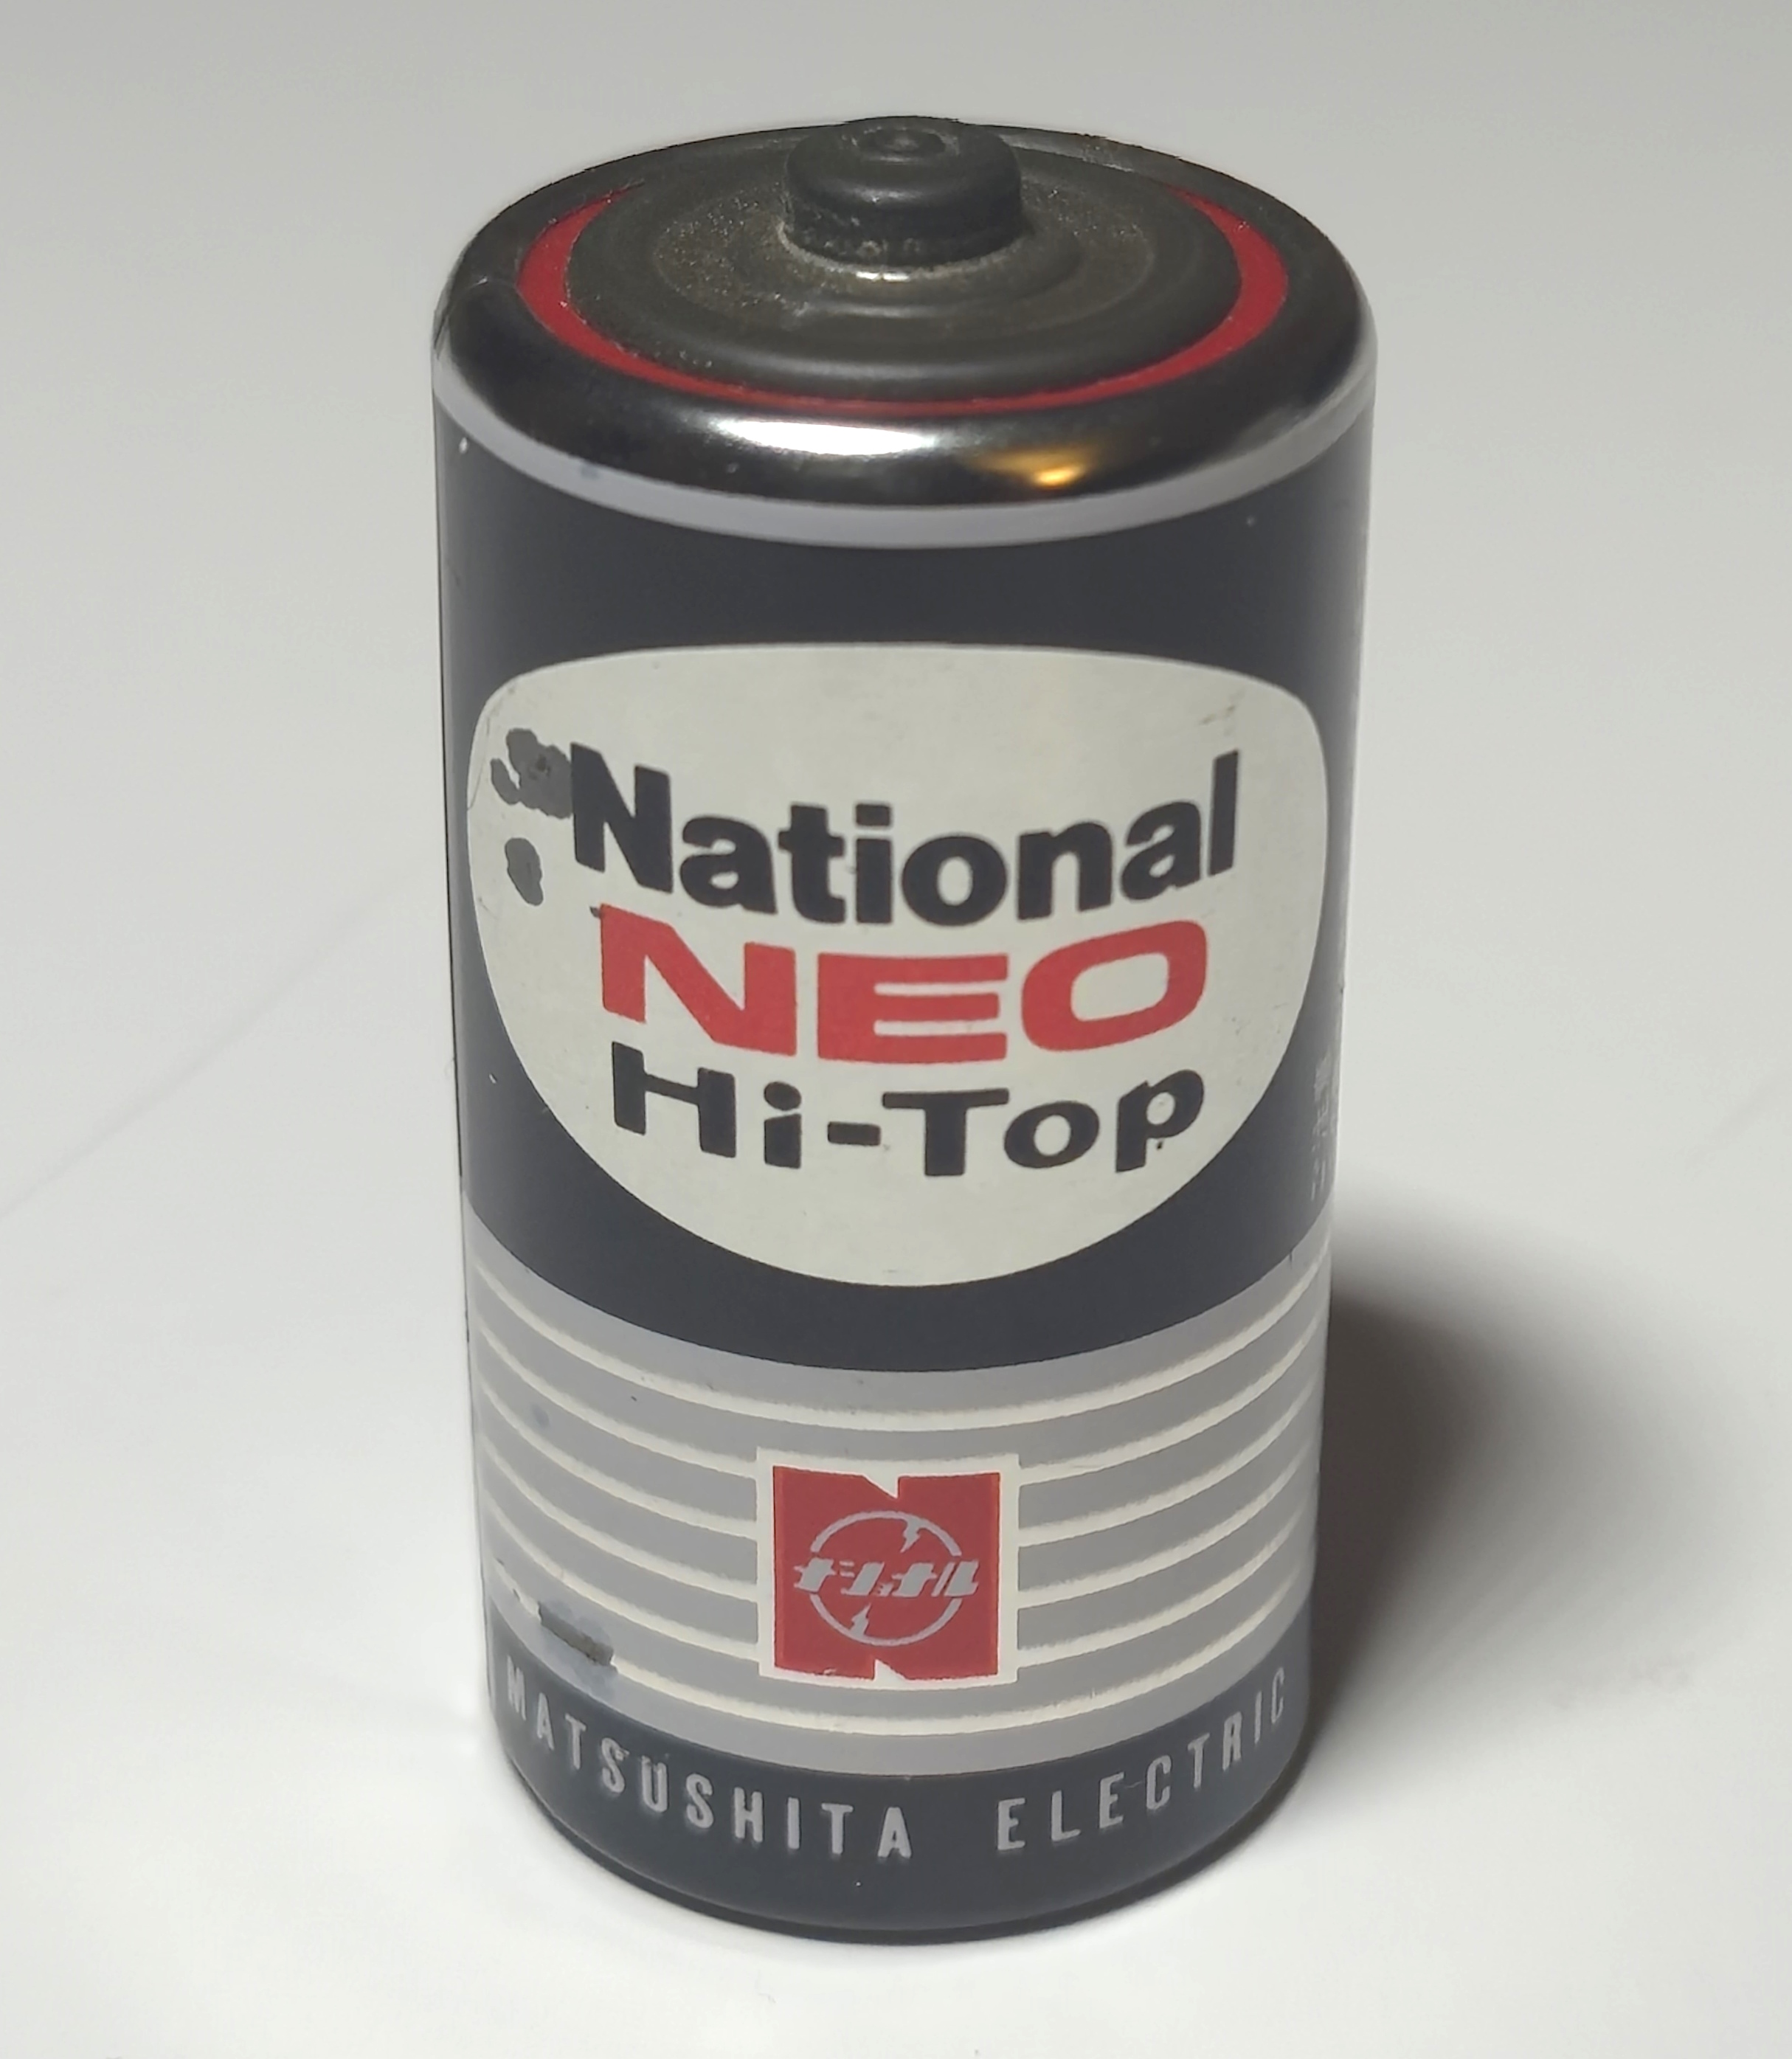 National
NEO
Hi-Top
ナショナル
MATSUSHITA ELECTRIC